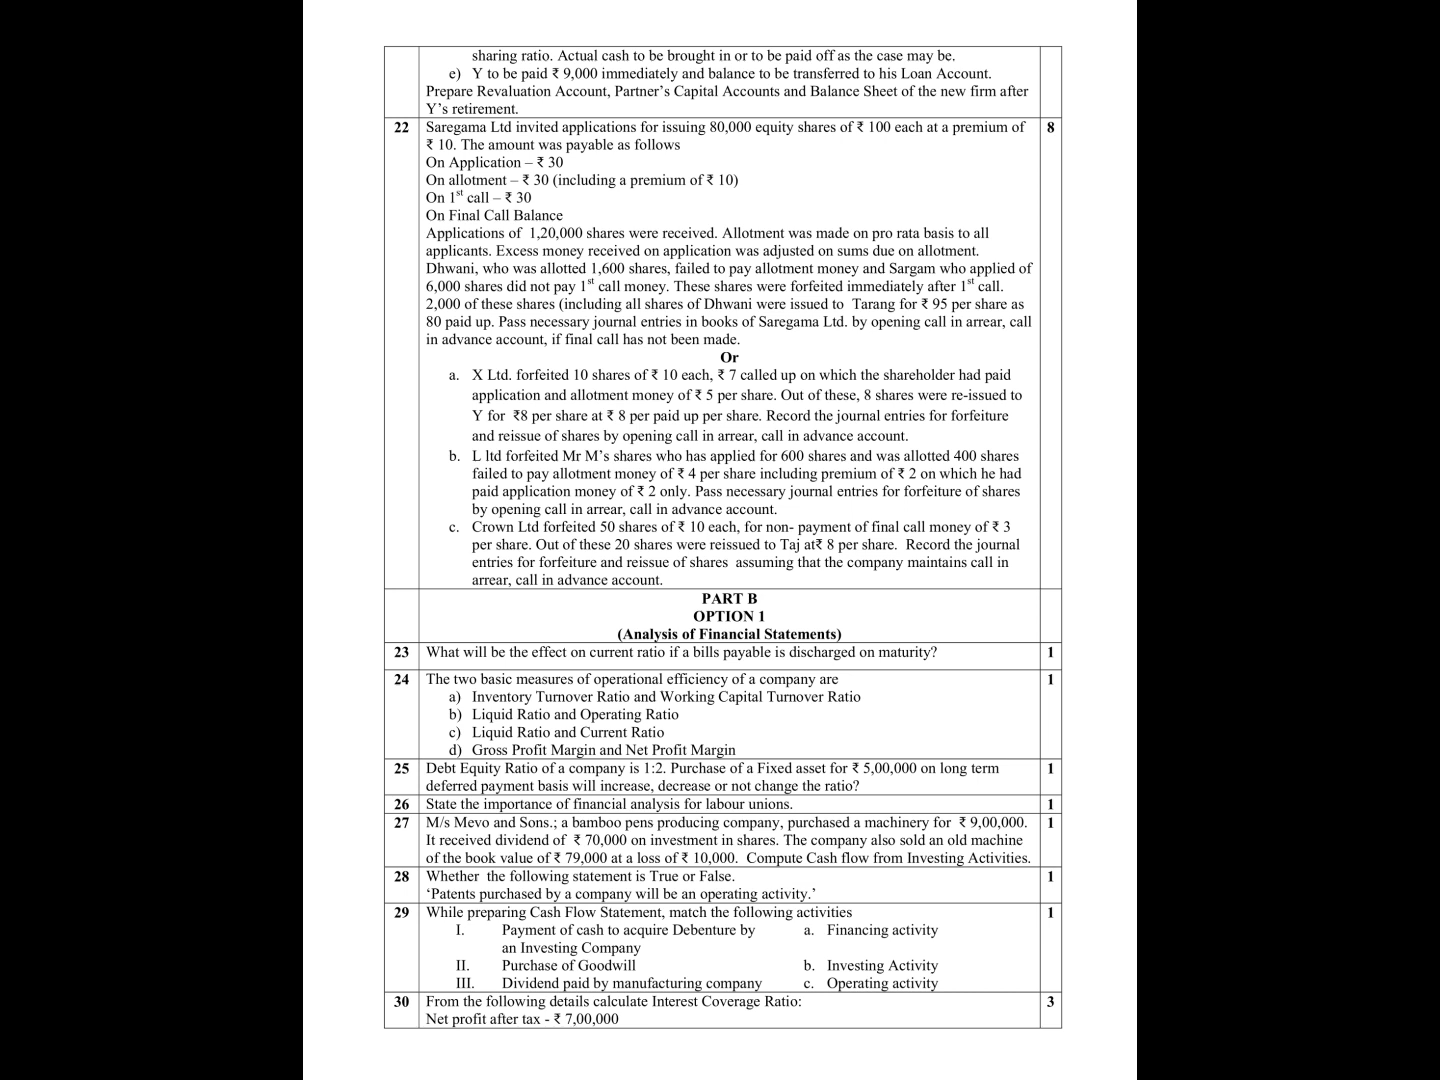 sharing ratio. Actual cash to be brought in or to be paid off as the case may be.
e) Y to be paid ₹ 9,000 immediately and balance to be transferred to his Loan Account.
Prepare Revaluation Account, Partner’s Capital Accounts and Balance Sheet of the new firm after
Y’s retirement.
22 Saregama Ltd invited applications for issuing 80,000 equity shares of ₹ 100 each at a premium of 8
₹ 10. The amount was payable as follows
On Application – ₹ 30
On allotment – ₹ 30 (including a premium of ₹ 10)
On 1st call – ₹ 30
On Final Call Balance
Applications of 1,20,000 shares were received. Allotment was made on pro rata basis to all
applicants. Excess money received on application was adjusted on sums due on allotment.
Dhwani, who was allotted 1,600 shares, failed to pay allotment money and Sargam who applied of
6,000 shares did not pay 1st call money. These shares were forfeited immediately after 1st call.
2,000 of these shares (including all shares of Dhwani were issued to Tarang for ₹ 95 per share as
80 paid up. Pass necessary journal entries in books of Saregama Ltd. by opening call in arrear, call
in advance account, if final call has not been made.
Or
a. X Ltd. forfeited 10 shares of ₹ 10 each, ₹ 7 called up on which the shareholder had paid
application and allotment money of ₹ 5 per share. Out of these, 8 shares were re-issued to
Y for ₹8 per share at ₹ 8 per paid up per share. Record the journal entries for forfeiture
and reissue of shares by opening call in arrear, call in advance account.
b. L ltd forfeited Mr M’s shares who has applied for 600 shares and was allotted 400 shares
failed to pay allotment money of ₹ 4 per share including premium of ₹ 2 on which he had
paid application money of ₹ 2 only. Pass necessary journal entries for forfeiture of shares
by opening call in arrear, call in advance account.
c. Crown Ltd forfeited 50 shares of ₹ 10 each, for non- payment of final call money of ₹ 3
per share. Out of these 20 shares were reissued to Taj at₹ 8 per share. Record the journal
entries for forfeiture and reissue of shares assuming that the company maintains call in
arrear, call in advance account.
PART B
OPTION 1
(Analysis of Financial Statements)
23 What will be the effect on current ratio if a bills payable is discharged on maturity? 1
24 The two basic measures of operational efficiency of a company are 1
a) Inventory Turnover Ratio and Working Capital Turnover Ratio
b) Liquid Ratio and Operating Ratio
c) Liquid Ratio and Current Ratio
d) Gross Profit Margin and Net Profit Margin
25 Debt Equity Ratio of a company is 1:2. Purchase of a Fixed asset for ₹ 5,00,000 on long term 1
deferred payment basis will increase, decrease or not change the ratio?
26 State the importance of financial analysis for labour unions. 1
27 M/s Mevo and Sons.; a bamboo pens producing company, purchased a machinery for ₹ 9,00,000. 1
It received dividend of ₹ 70,000 on investment in shares. The company also sold an old machine
of the book value of ₹ 79,000 at a loss of ₹ 10,000. Compute Cash flow from Investing Activities.
28 Whether the following statement is True or False. 1
‘Patents purchased by a company will be an operating activity.’
29 While preparing Cash Flow Statement, match the following activities 1
I. Payment of cash to acquire Debenture by a. Financing activity
an Investing Company
II. Purchase of Goodwill b. Investing Activity
III. Dividend paid by manufacturing company c. Operating activity
30 From the following details calculate Interest Coverage Ratio: 3
Net profit after tax - ₹ 7,00,000